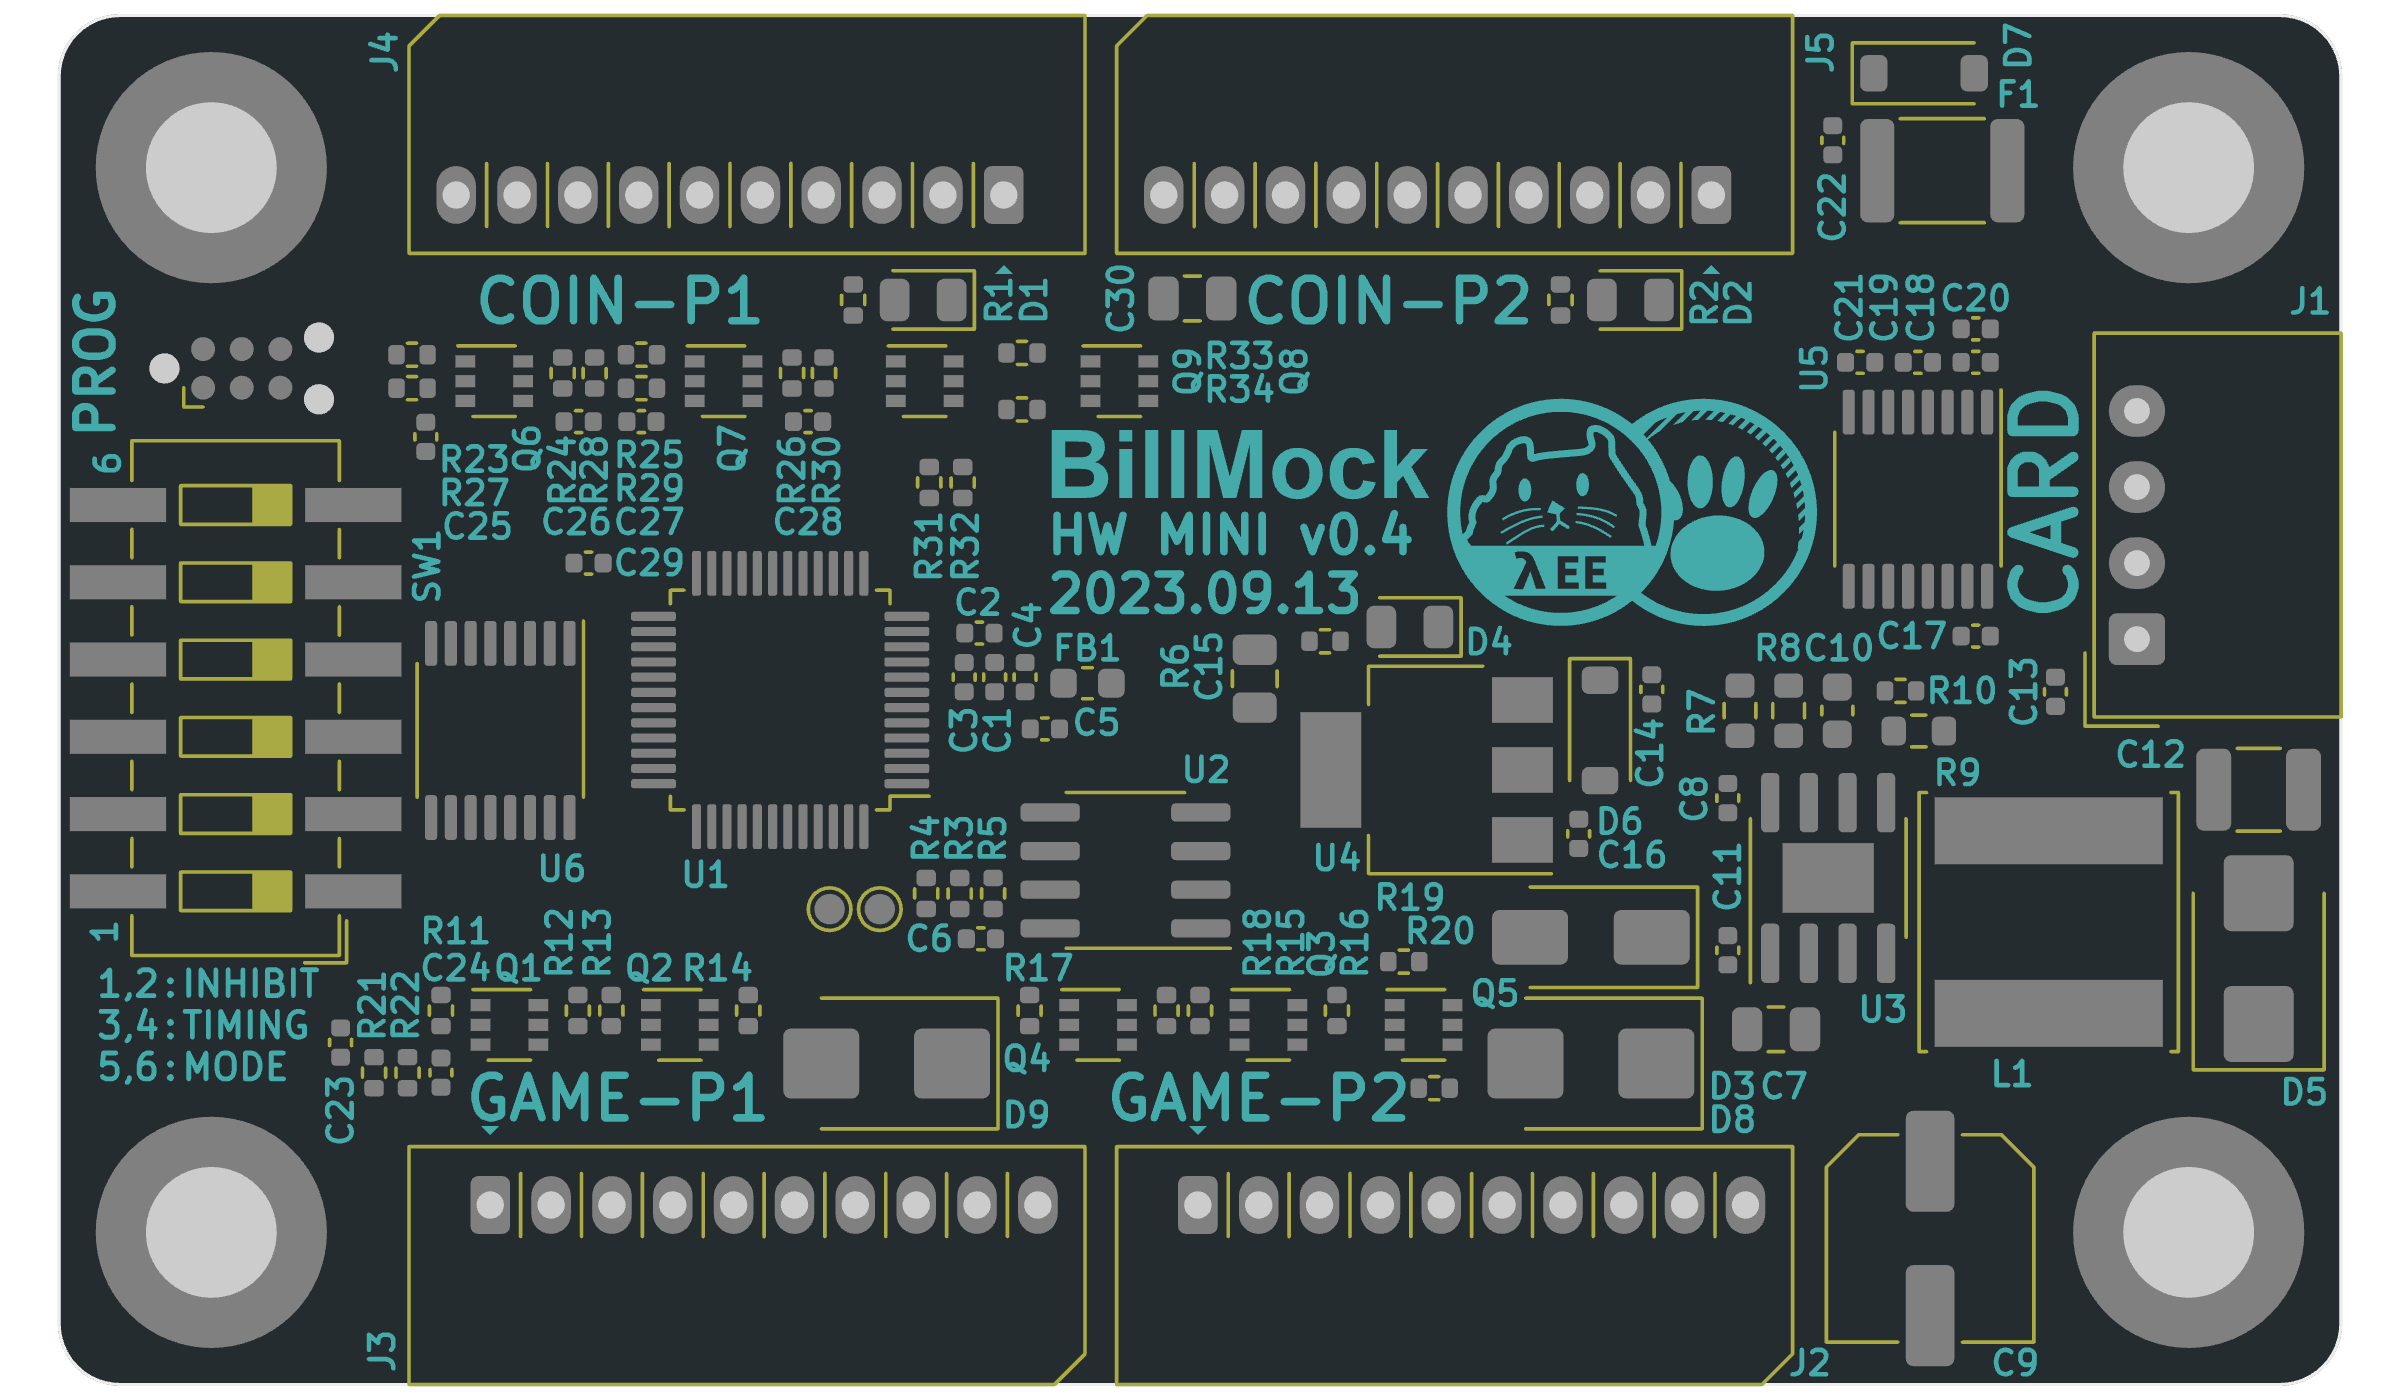 J4
J5
D7
F1
C22
COIN-P1
R1
D1
C30
COIN-P2
R2
D2
C21
C19
C18
C20
J1
PROG
U5
Q9
R33
R34
Q8
CARD
6
R23
R27
C25
Q6
R24
R28
C26
R25
R29
C27
Q7
R26
R30
C28
BillMock
HW MINI v0.4
2023.09.13
λEE
SW1
C29
R31
R32
C2
C4
FB1
R6
C15
D4
R8
C10
C17
R7
R10
C13
C3
C1
C5
C14
U2
R9
C12
C8
D6
C16
U4
R4
R3
R5
C11
U6
U1
R19
R20
1
R11
C24
Q1
R12
R13
Q2
R14
C6
R17
R18
R15
Q3
R16
Q5
U3
1,2:INHIBIT
3,4:TIMING
5,6:MODE
R21
R22
C23
GAME-P1
Q4
D9
GAME-P2
D3
D8
C7
L1
D5
J3
J2
C9